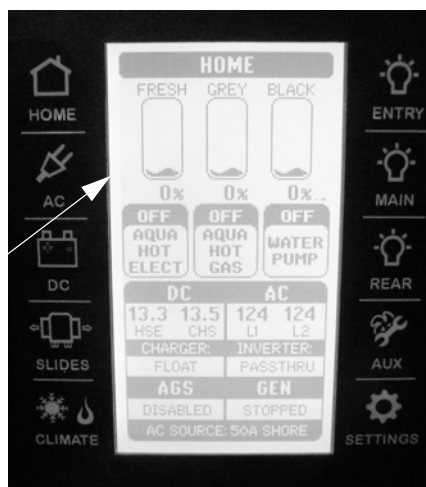 HOME
AC
DC
SLIDES
CLIMATE
HOME
FRESH GREY BLACK
0% 0% 0%
OFF OFF OFF
AQUA HOT ELECT
AQUA HOT GAS
WATER PUMP
DC AC
13.3 13.5 124 124
HSE CHS L1 L2
CHARGER: INVERTER:
FLOAT PASSTHRU
AGS GEN
DISABLED STOPPED
AC SOURCE: 50A SHORE
ENTRY
MAIN
REAR
AUX
SETTINGS